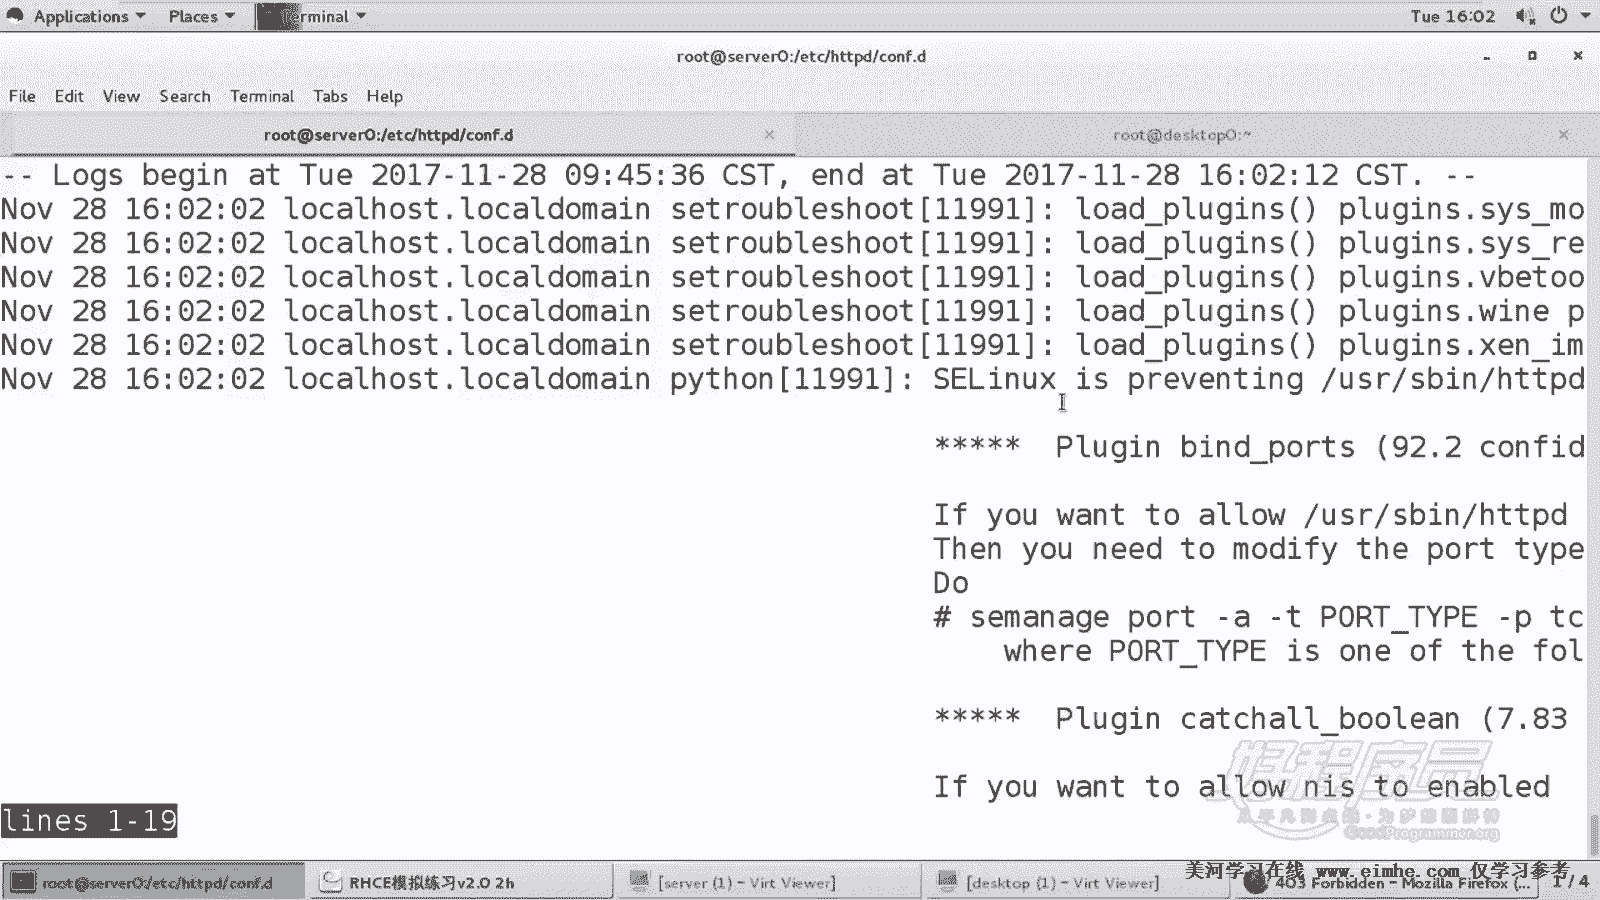 Applications Places Terminal Tue 16:02
root@server0:/etc/httpd/conf.d
File Edit View Search Terminal Tabs Help
root@server0:/etc/httpd/conf.d root@desktop0:~
-- Logs begin at Tue 2017-11-28 09:45:36 CST, end at Tue 2017-11-28 16:02:12 CST. --
Nov 28 16:02:02 localhost.localdomain setroubleshoot[11991]: load_plugins() plugins.sys_mo
Nov 28 16:02:02 localhost.localdomain setroubleshoot[11991]: load_plugins() plugins.sys_re
Nov 28 16:02:02 localhost.localdomain setroubleshoot[11991]: load_plugins() plugins.vbetoo
Nov 28 16:02:02 localhost.localdomain setroubleshoot[11991]: load_plugins() plugins.wine p
Nov 28 16:02:02 localhost.localdomain setroubleshoot[11991]: load_plugins() plugins.xen_im
Nov 28 16:02:02 localhost.localdomain python[11991]: SELinux is preventing /usr/sbin/httpd
***** Plugin bind_ports (92.2 confid
If you want to allow /usr/sbin/httpd
Then you need to modify the port type
Do
# semanage port -a -t PORT_TYPE -p tc
where PORT_TYPE is one of the fol
***** Plugin catchall_boolean (7.83
If you want to allow nis to enabled
lines 1-19
好程序员
GoodProgrammer.org
美河学习在线 www.eimhe.com 仅学习参考
root@server0:/etc/httpd/conf.d RHCE模拟练习v2.0 2h [server (1) - Virt Viewer] [desktop (1) - Virt Viewer] 403 Forbidden - Mozilla Firefox (... 1 / 4